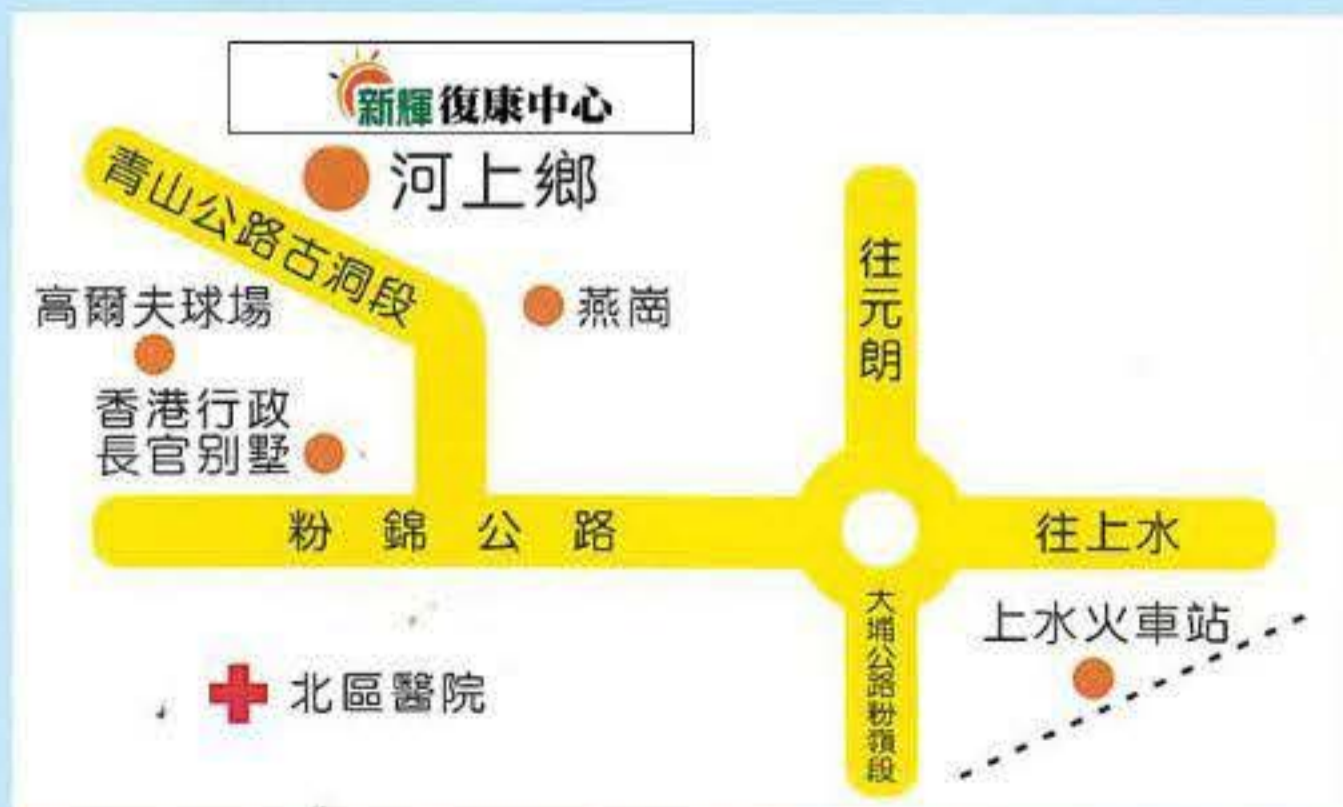 新輝復康中心
河上鄉
青山公路古洞段
燕崗
高爾夫球場
往元朗
香港行政
長官別墅
粉錦公路
往上水
大埔公路粉嶺段
上水火車站
北區醫院